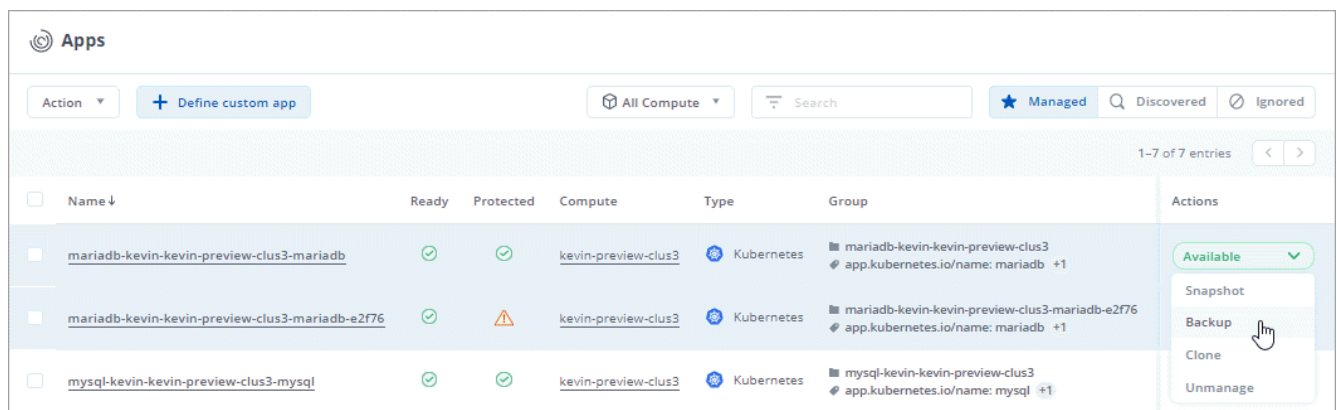 Apps
Action
+ Define custom app
All Compute
Search
Managed
Discovered
Ignored
1–7 of 7 entries
Name↓ Ready Protected Compute Type Group Actions
mariadb-kevin-kevin-preview-clus3-mariadb kevin-preview-clus3 Kubernetes mariadb-kevin-kevin-preview-clus3 Available
app.kubernetes.io/name: mariadb +1
Snapshot
mariadb-kevin-kevin-preview-clus3-mariadb-e2f76 kevin-preview-clus3 Kubernetes mariadb-kevin-kevin-preview-clus3-mariadb-e2f76
app.kubernetes.io/name: mariadb +1
Backup
Clone
mysql-kevin-kevin-preview-clus3-mysql kevin-preview-clus3 Kubernetes mysql-kevin-kevin-preview-clus3
app.kubernetes.io/name: mysql +1
Unmanage